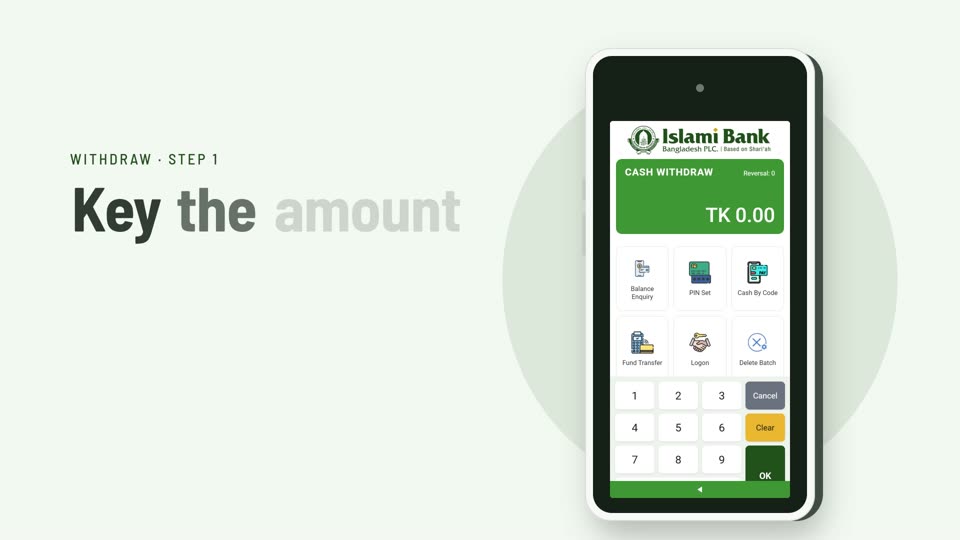 WITHDRAW · STEP 1
Key the amount
Islami Bank
Bangladesh PLC. | Based on Shari'ah
CASH WITHDRAW
Reversal: 0
TK 0.00
Balance Enquiry
PIN Set
Cash By Code
Fund Transfer
Logon
Delete Batch
1 2 3 Cancel
4 5 6 Clear
7 8 9 OK